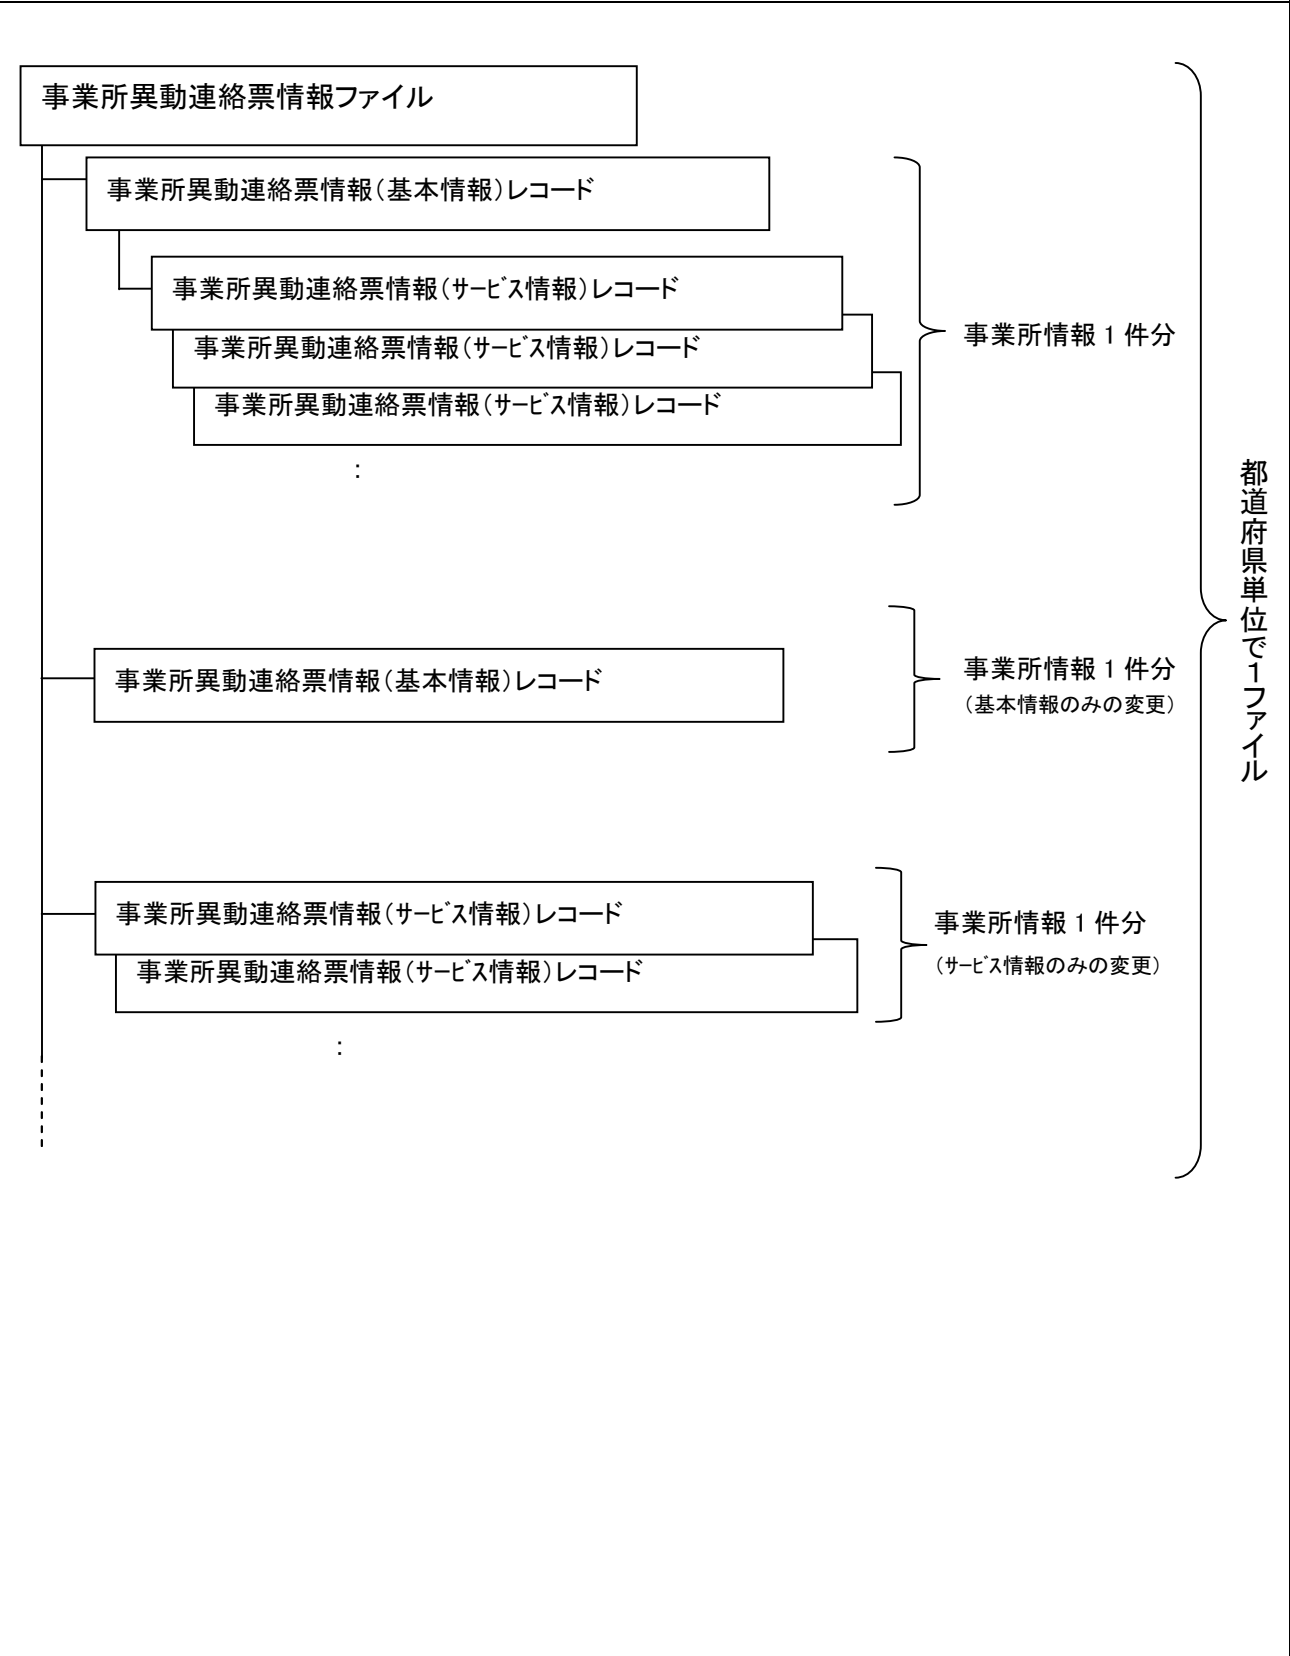 事業所異動連絡票情報ファイル
事業所異動連絡票情報（基本情報）レコード
事業所異動連絡票情報（ｻｰﾋﾞｽ情報）レコード
事業所異動連絡票情報（ｻｰﾋﾞｽ情報）レコード
事業所異動連絡票情報（ｻｰﾋﾞｽ情報）レコード
：
事業所情報 1 件分
事業所異動連絡票情報（基本情報）レコード
事業所情報 1 件分
（基本情報のみの変更）
事業所異動連絡票情報（ｻｰﾋﾞｽ情報）レコード
事業所異動連絡票情報（ｻｰﾋﾞｽ情報）レコード
：
事業所情報 1 件分
（ｻｰﾋﾞｽ情報のみの変更）
都道府県単位で１ファイル